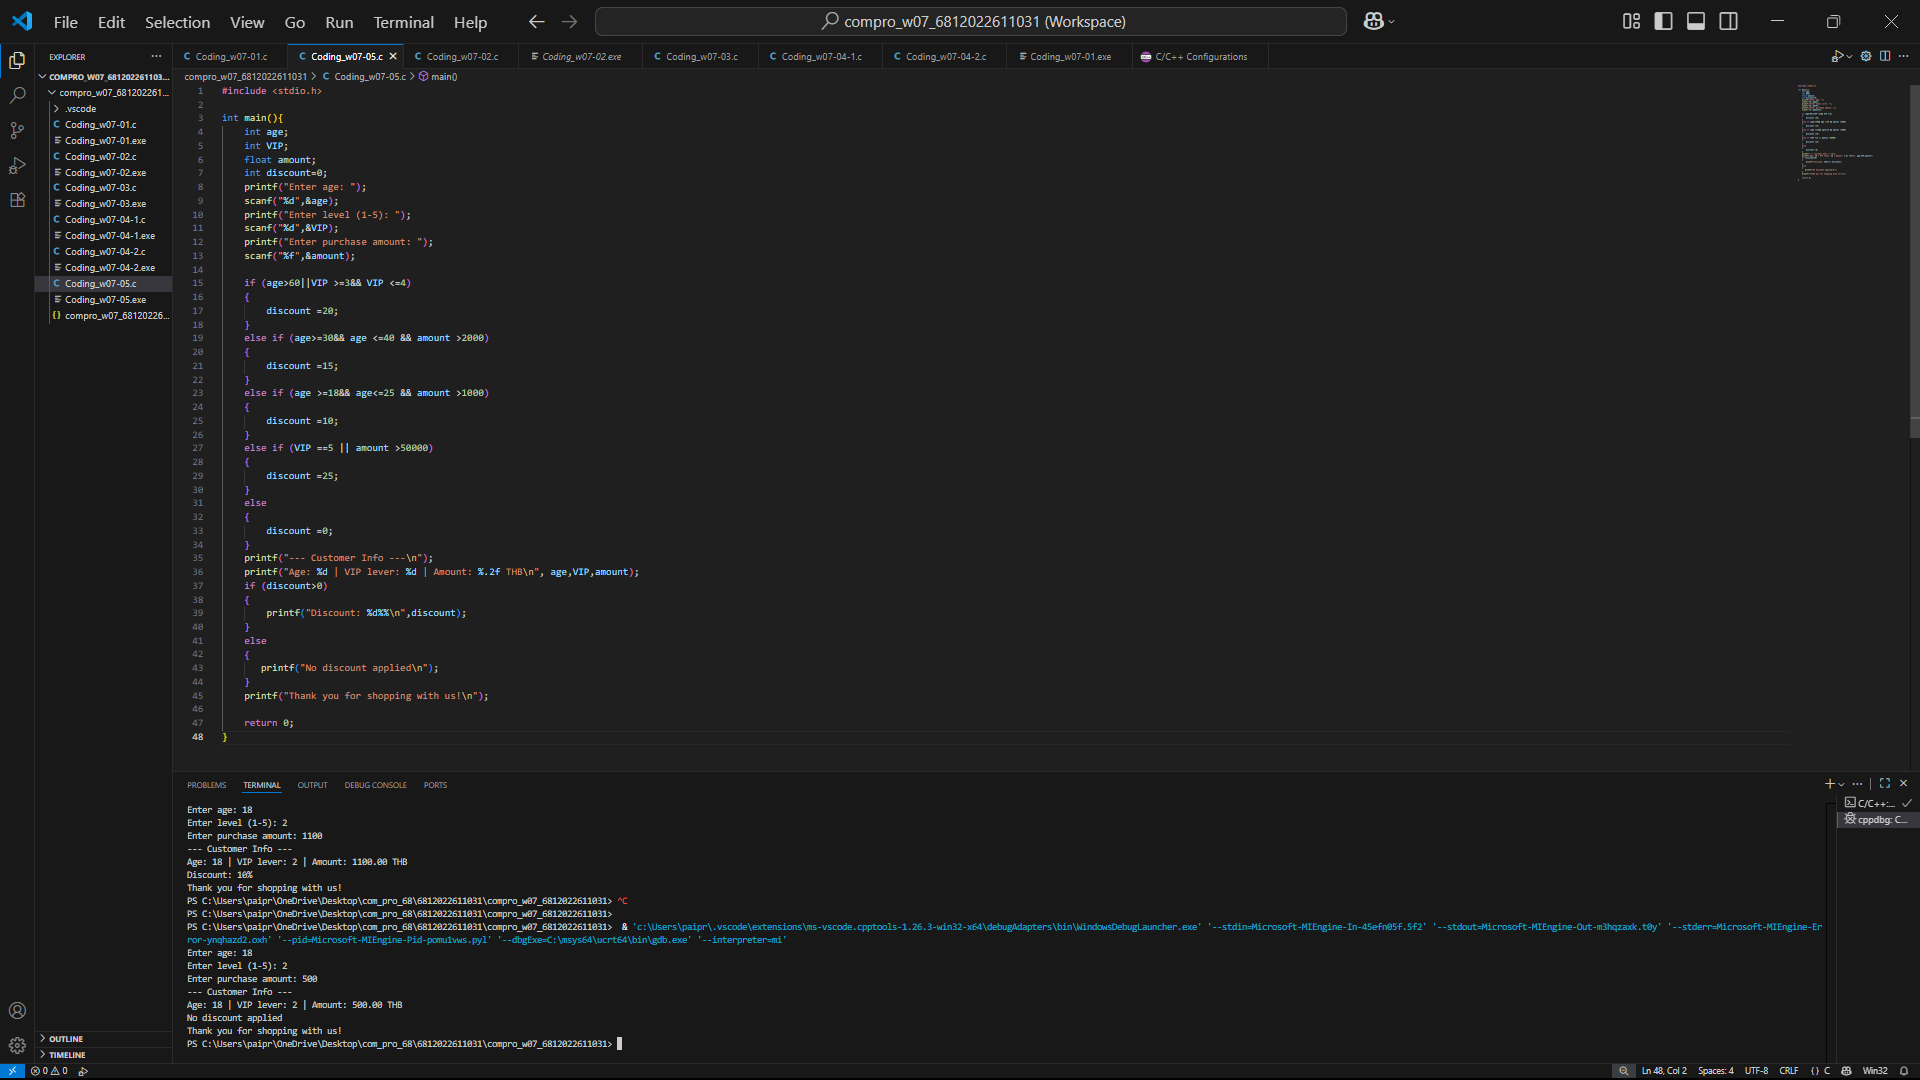 File Edit Selection View Go Run Terminal Help
compro_w07_6812022611031 (Workspace)
EXPLORER
COMPRO_W07_68120226110 3...
compro_w07_681202261...
.vscode
Coding_w07-01.c
Coding_w07-01.exe
Coding_w07-02.c
Coding_w07-02.exe
Coding_w07-03.c
Coding_w07-03.exe
Coding_w07-04-1.c
Coding_w07-04-1.exe
Coding_w07-04-2.c
Coding_w07-04-2.exe
Coding_w07-05.c
Coding_w07-05.exe
compro_w07_68120226...
OUTLINE
TIMELINE
Coding_w07-01.c Coding_w07-05.c Coding_w07-02.c Coding_w07-02.exe Coding_w07-03.c Coding_w07-04-1.c Coding_w07-04-2.c Coding_w07-01.exe C/C++ Configurations
compro_w07_6812022611031 > C Coding_w07-05.c > main()
1 #include <stdio.h>
2
3 int main(){
4 int age;
5 int VIP;
6 float amount;
7 int discount=0;
8 printf("Enter age: ");
9 scanf("%d",&age);
10 printf("Enter level (1-5): ");
11 scanf("%d",&VIP);
12 printf("Enter purchase amount: ");
13 scanf("%f",&amount);
14
15 if (age>60||VIP >=3&& VIP <=4)
16 {
17 discount =20;
18 }
19 else if (age>=30&& age <=40 && amount >2000)
20 {
21 discount =15;
22 }
23 else if (age >=18&& age<=25 && amount >1000)
24 {
25 discount =10;
26 }
27 else if (VIP ==5 || amount >50000)
28 {
29 discount =25;
30 }
31 else
32 {
33 discount =0;
34 }
35 printf("--- Customer Info ---\n");
36 printf("Age: %d | VIP lever: %d | Amount: %.2f THB\n", age,VIP,amount);
37 if (discount>0)
38 {
39 printf("Discount: %d%%\n",discount);
40 }
41 else
42 {
43 printf("No discount applied\n");
44 }
45 printf("Thank you for shopping with us!\n");
46
47 return 0;
48 }
PROBLEMS TERMINAL OUTPUT DEBUG CONSOLE PORTS
C/C++:...
cppdbg: C...
Enter age: 18
Enter level (1-5): 2
Enter purchase amount: 1100
--- Customer Info ---
Age: 18 | VIP lever: 2 | Amount: 1100.00 THB
Discount: 10%
Thank you for shopping with us!
PS C:\Users\paipr\OneDrive\Desktop\com_pro_68\6812022611031\compro_w07_6812022611031> ^C
PS C:\Users\paipr\OneDrive\Desktop\com_pro_68\6812022611031\compro_w07_6812022611031>
PS C:\Users\paipr\OneDrive\Desktop\com_pro_68\6812022611031\compro_w07_6812022611031> & 'c:\Users\paipr\.vscode\extensions\ms-vscode.cpptools-1.26.3-win32-x64\debugAdapters\bin\WindowsDebugLauncher.exe' '--stdin=Microsoft-MIEngine-In-45efn05f.5f2' '--stdout=Microsoft-MIEngine-Out-m3hqzaxk.t0y' '--stderr=Microsoft-MIEngine-Er
ror-ynqhazd2.oxh' '--pid=Microsoft-MIEngine-Pid-pomu1vws.pyl' '--dbgExe=C:\msys64\ucrt64\bin\gdb.exe' '--interpreter=mi'
Enter age: 18
Enter level (1-5): 2
Enter purchase amount: 500
--- Customer Info ---
Age: 18 | VIP lever: 2 | Amount: 500.00 THB
No discount applied
Thank you for shopping with us!
PS C:\Users\paipr\OneDrive\Desktop\com_pro_68\6812022611031\compro_w07_6812022611031>
0 0 Ln 48, Col 2 Spaces: 4 UTF-8 CRLF {} C Win32